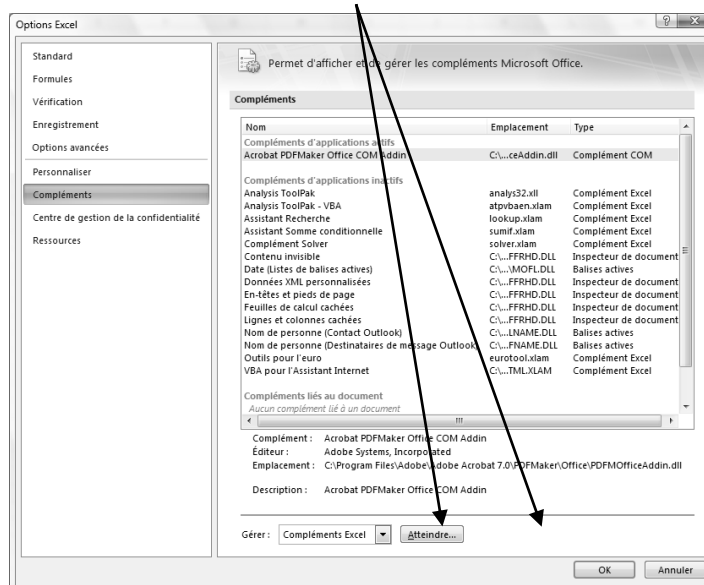 Options Excel
Standard
Formules
Vérification
Enregistrement
Options avancées
Personnaliser
Compléments
Centre de gestion de la confidentialité
Ressources
Permet d'afficher et de gérer les compléments Microsoft Office.
Compléments
Nom Emplacement Type
Compléments d'applications actifs
Acrobat PDFMaker Office COM Addin C:\...ceAddin.dll Complément COM
Compléments d'applications inactifs
Analysis ToolPak analys32.xll Complément Excel
Analysis ToolPak - VBA atpvbaen.xlam Complément Excel
Assistant Recherche lookup.xlam Complément Excel
Assistant Somme conditionnelle sumif.xlam Complément Excel
Complément Solver solver.xlam Complément Excel
Contenu invisible C:\...FFRHD.DLL Inspecteur de document
Date (Listes de balises actives) C:\...\MOFL.DLL Balises actives
Données XML personnalisées C:\...FFRHD.DLL Inspecteur de document
En-têtes et pieds de page C:\...FFRHD.DLL Inspecteur de document
Feuilles de calcul cachées C:\...FFRHD.DLL Inspecteur de document
Lignes et colonnes cachées C:\...FFRHD.DLL Inspecteur de document
Nom de personne (Contact Outlook) C:\...LNAME.DLL Balises actives
Nom de personne (Destinataires de message Outlook) C:\...FNAME.DLL Balises actives
Outils pour l'euro eurotool.xlam Complément Excel
VBA pour l'Assistant Internet C:\...TML.XLAM Complément Excel
Compléments liés au document
Aucun complément lié à un document
Complément : Acrobat PDFMaker Office COM Addin
Éditeur : Adobe Systems, Incorporated
Emplacement : C:\Program Files\Adobe\Adobe Acrobat 7.0\PDFMaker\Office\PDFMOfficeAddin.dll
Description : Acrobat PDFMaker Office COM Addin
Gérer : Compléments Excel Atteindre...
OK Annuler